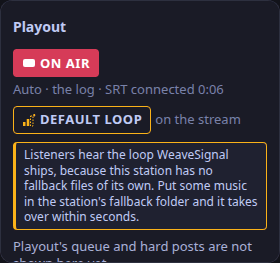 Playout
ON AIR
Auto · the log · SRT connected 0:06
DEFAULT LOOP on the stream
Listeners hear the loop WeaveSignal
ships, because this station has no
fallback files of its own. Put some music
in the station's fallback folder and it takes
over within seconds.
Playout's queue and hard posts are not
shown here yet